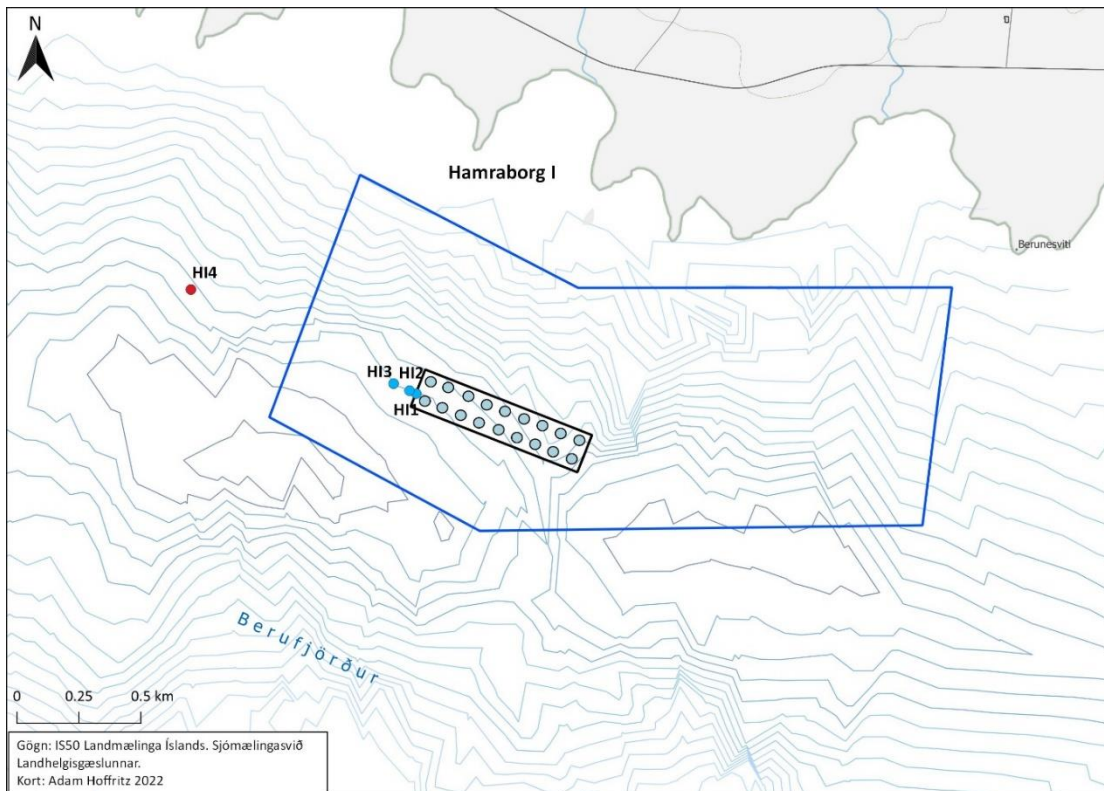 N
Hamraborg I
Berunesviti
HI4
HI3
HI2
HI1
Berufjörður
0 0.25 0.5 km
Gögn: IS50 Landmælinga Íslands. Sjómælingasvið
Landhelgisgæslunnar.
Kort: Adam Hoffritz 2022